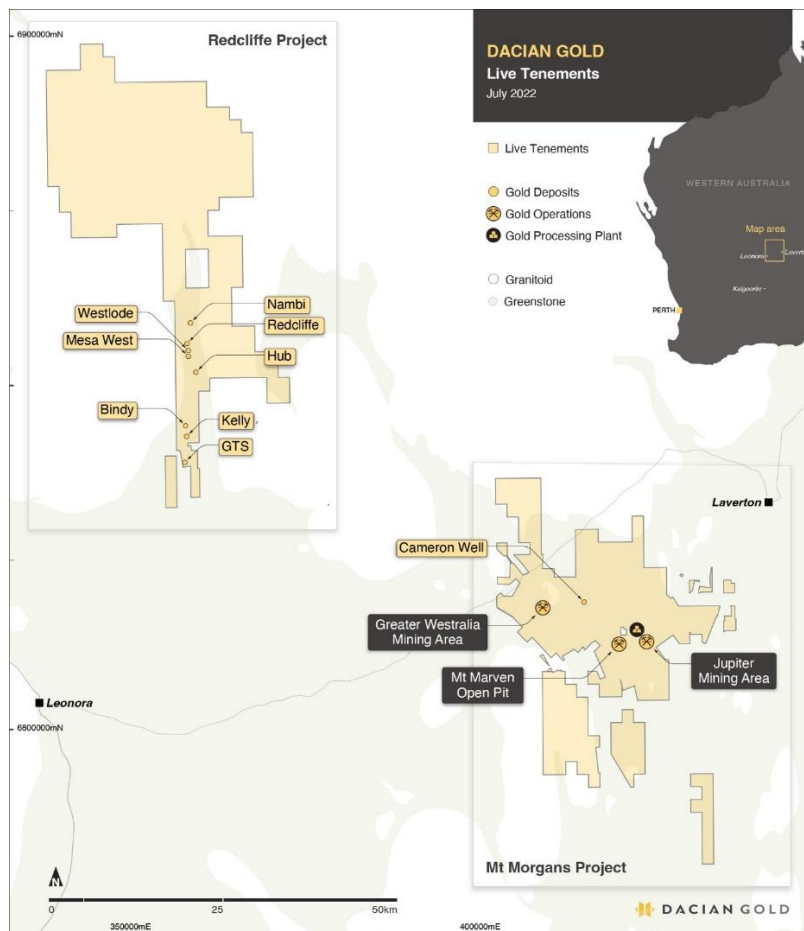 6900000mN
Redcliffe Project
DACIAN GOLD
Live Tenements
July 2022
Live Tenements
Gold Deposits
Gold Operations
Gold Processing Plant
Granitoid
Greenstone
WESTERN AUSTRALIA
Map area
Leonora
Laverton
Kalgoorlie
PERTH
Nambi
Westlode
Redcliffe
Mesa West
Hub
Bindy
Kelly
GTS
Laverton
Cameron Well
Greater Westralia
Mining Area
Mt Marven
Open Pit
Jupiter
Mining Area
Leonora
6800000mN
Mt Morgans Project
N
0
25
50km
350000mE
400000mE
DACIAN GOLD